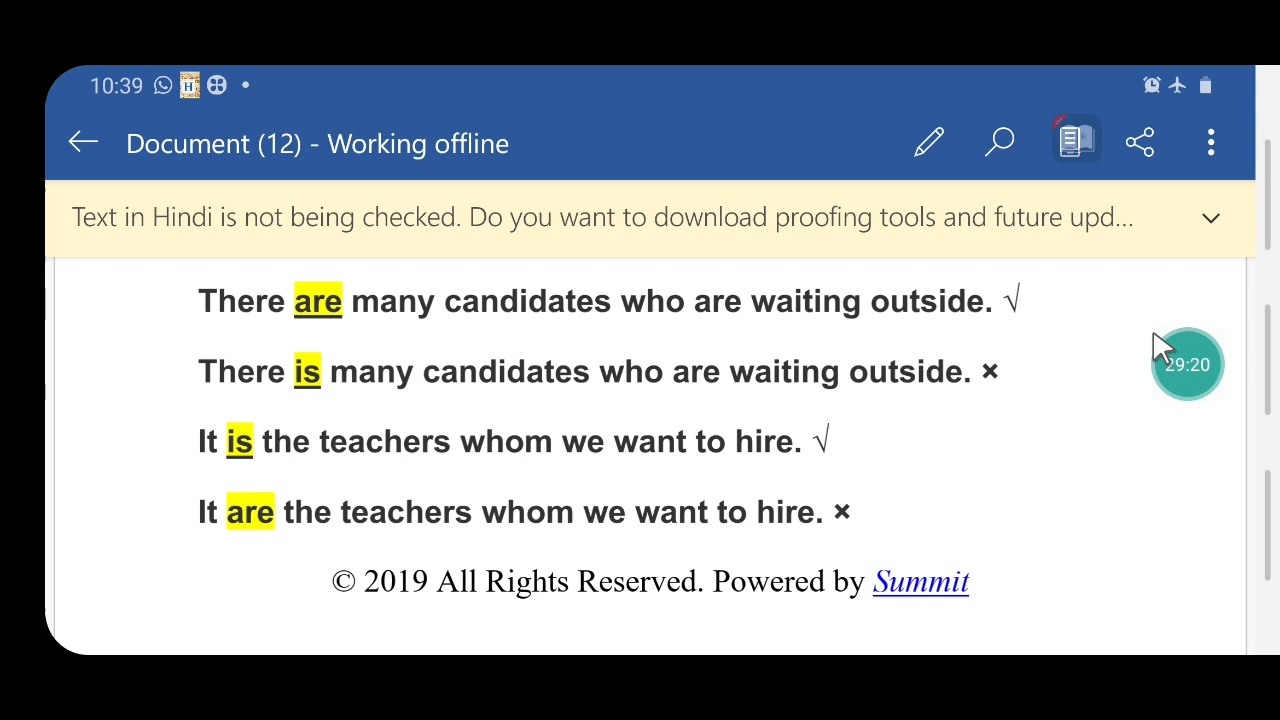 10:39
Document (12) - Working offline
Text in Hindi is not being checked. Do you want to download proofing tools and future upd...
There are many candidates who are waiting outside. √
29:20
There is many candidates who are waiting outside. ×
It is the teachers whom we want to hire. √
It are the teachers whom we want to hire. ×
© 2019 All Rights Reserved. Powered by Summit